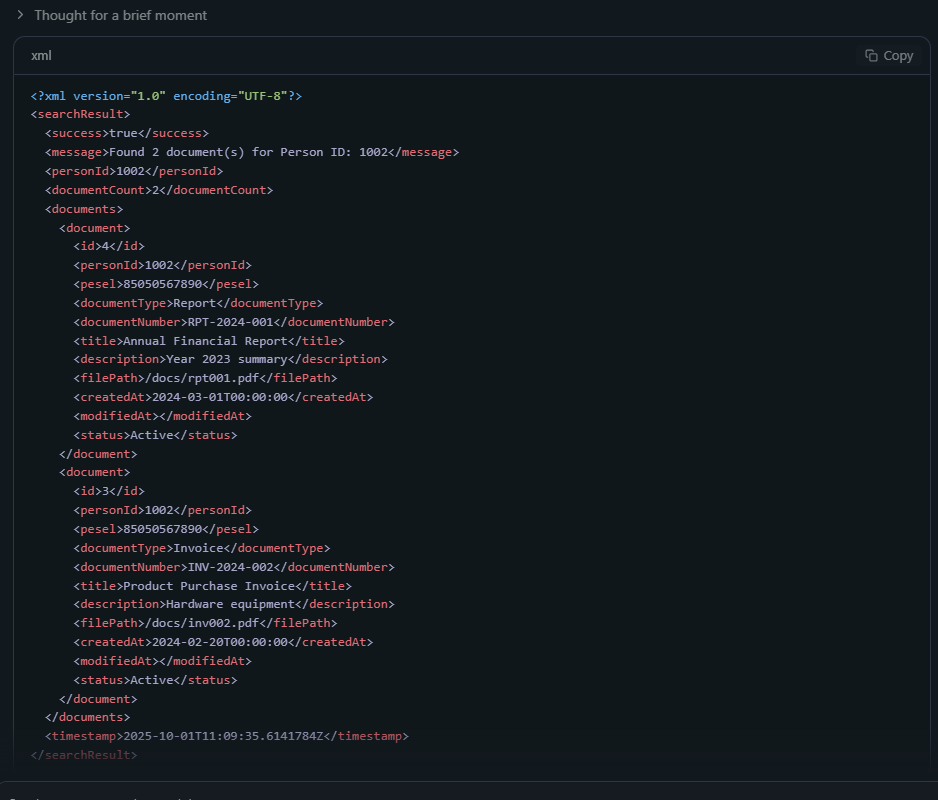 Thought for a brief moment
xml
Copy
<?xml version="1.0" encoding="UTF-8"?>
<searchResult>
<success>true</success>
<message>Found 2 document(s) for Person ID: 1002</message>
<personId>1002</personId>
<documentCount>2</documentCount>
<documents>
<document>
<id>4</id>
<personId>1002</personId>
<pesel>85050567890</pesel>
<documentType>Report</documentType>
<documentNumber>RPT-2024-001</documentNumber>
<title>Annual Financial Report</title>
<description>Year 2023 summary</description>
<filePath>/docs/rpt001.pdf</filePath>
<createdAt>2024-03-01T00:00:00</createdAt>
<modifiedAt></modifiedAt>
<status>Active</status>
</document>
<document>
<id>3</id>
<personId>1002</personId>
<pesel>85050567890</pesel>
<documentType>Invoice</documentType>
<documentNumber>INV-2024-002</documentNumber>
<title>Product Purchase Invoice</title>
<description>Hardware equipment</description>
<filePath>/docs/inv002.pdf</filePath>
<createdAt>2024-02-20T00:00:00</createdAt>
<modifiedAt></modifiedAt>
<status>Active</status>
</document>
</documents>
<timestamp>2025-10-01T11:09:35.6141784Z</timestamp>
</searchResult>